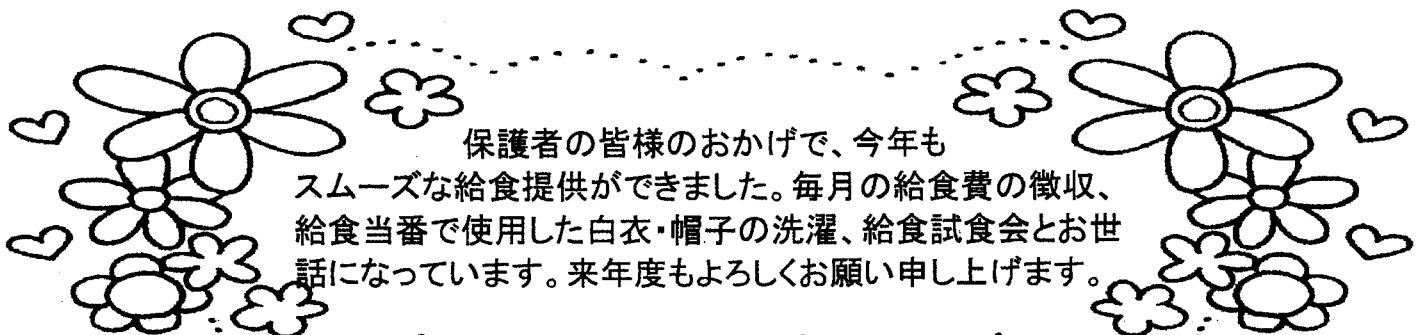 保護者の皆様のおかげで、今年も
スムーズな給食提供ができました。毎月の給食費の徴収、
給食当番で使用した白衣・帽子の洗濯、給食試食会とお世
話になっています。来年度もよろしくお願い申し上げます。